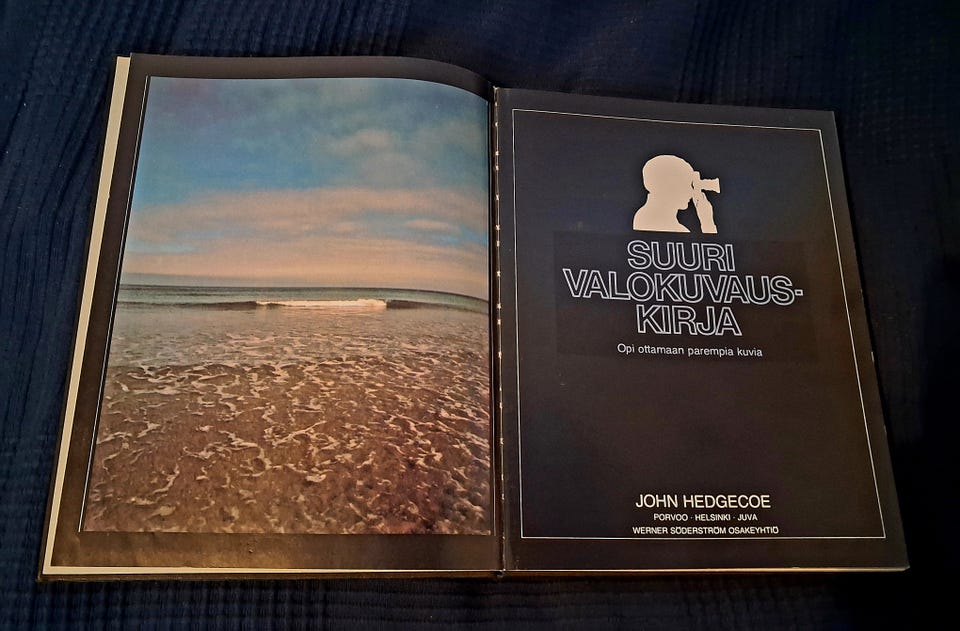 SUURI
VALOKUVAUS-
KIRJA
Opi ottamaan parempia kuvia
JOHN HEDGECOE
PORVOO · HELSINKI · JUVA
WERNER SÖDERSTRÖM OSAKEYHTIÖ